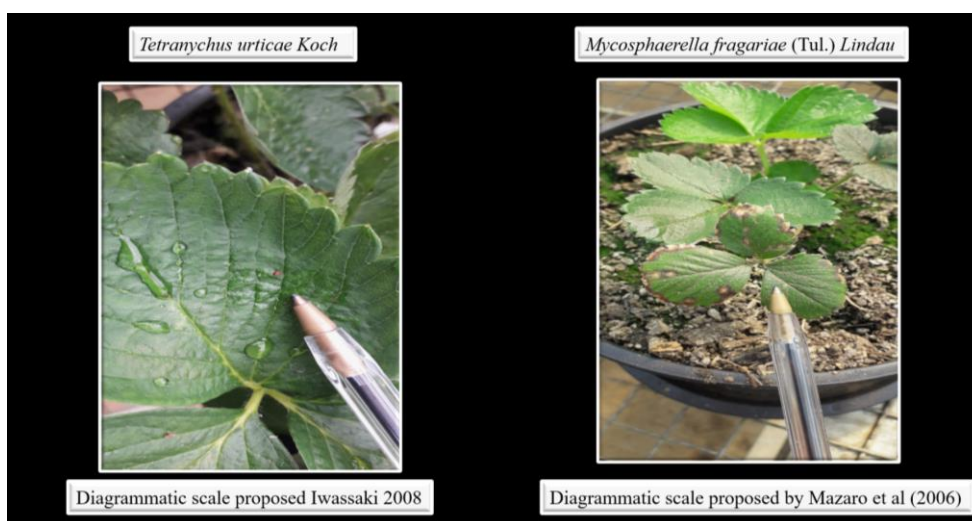 Tetranychus urticae Koch
Mycosphaerella fragariae (Tul.) Lindau
Diagrammatic scale proposed Iwassaki 2008
Diagrammatic scale proposed by Mazaro et al (2006)